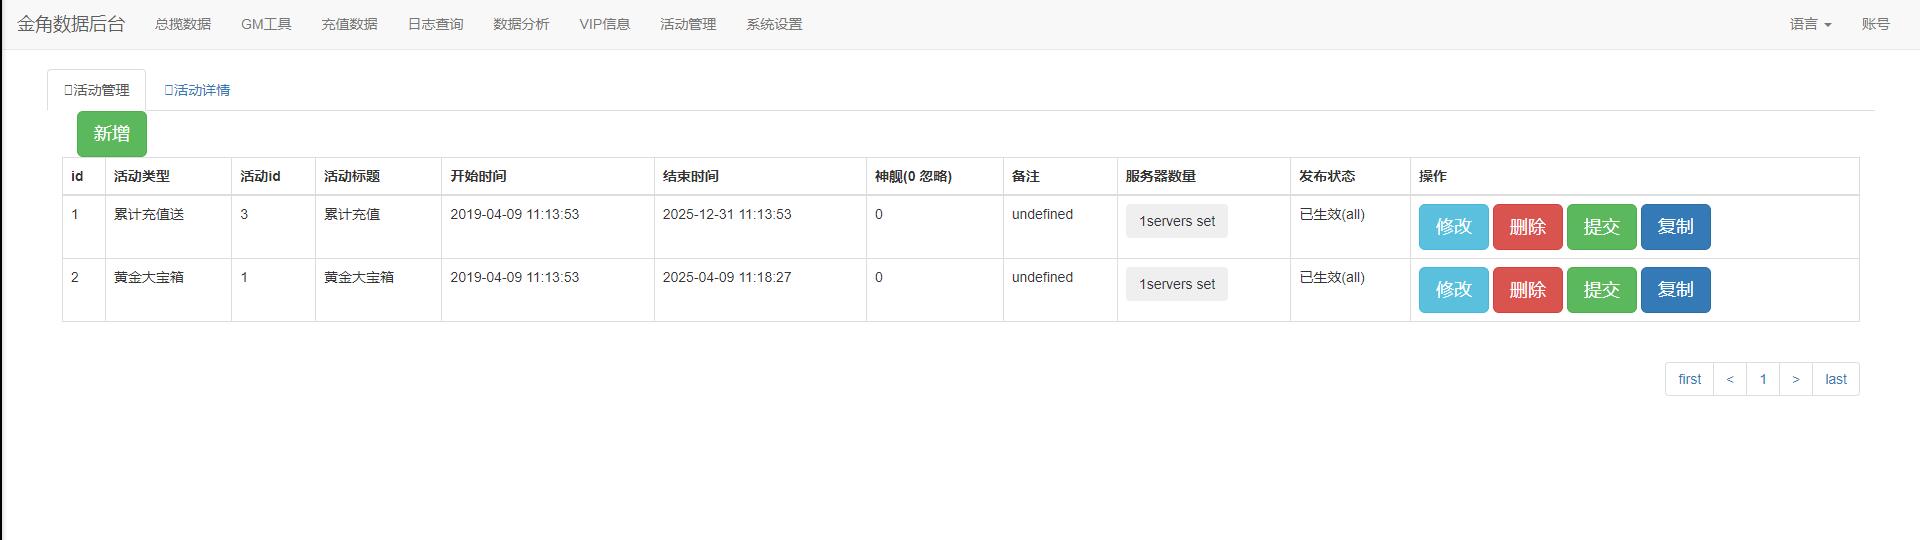 金角数据后台 总揽数据 GM工具 充值数据 日志查询 数据分析 VIP信息 活动管理 系统设置 语言 账号
活动管理 活动详情
新增
id 活动类型 活动id 活动标题 开始时间 结束时间 神舰(0 忽略) 备注 服务器数量 发布状态 操作
1 累计充值送 3 累计充值 2019-04-09 11:13:53 2025-12-31 11:13:53 0 undefined 1servers set 已生效(all) 修改 删除 提交 复制
2 黄金大宝箱 1 黄金大宝箱 2019-04-09 11:13:53 2025-04-09 11:18:27 0 undefined 1servers set 已生效(all) 修改 删除 提交 复制
first < 1 > last